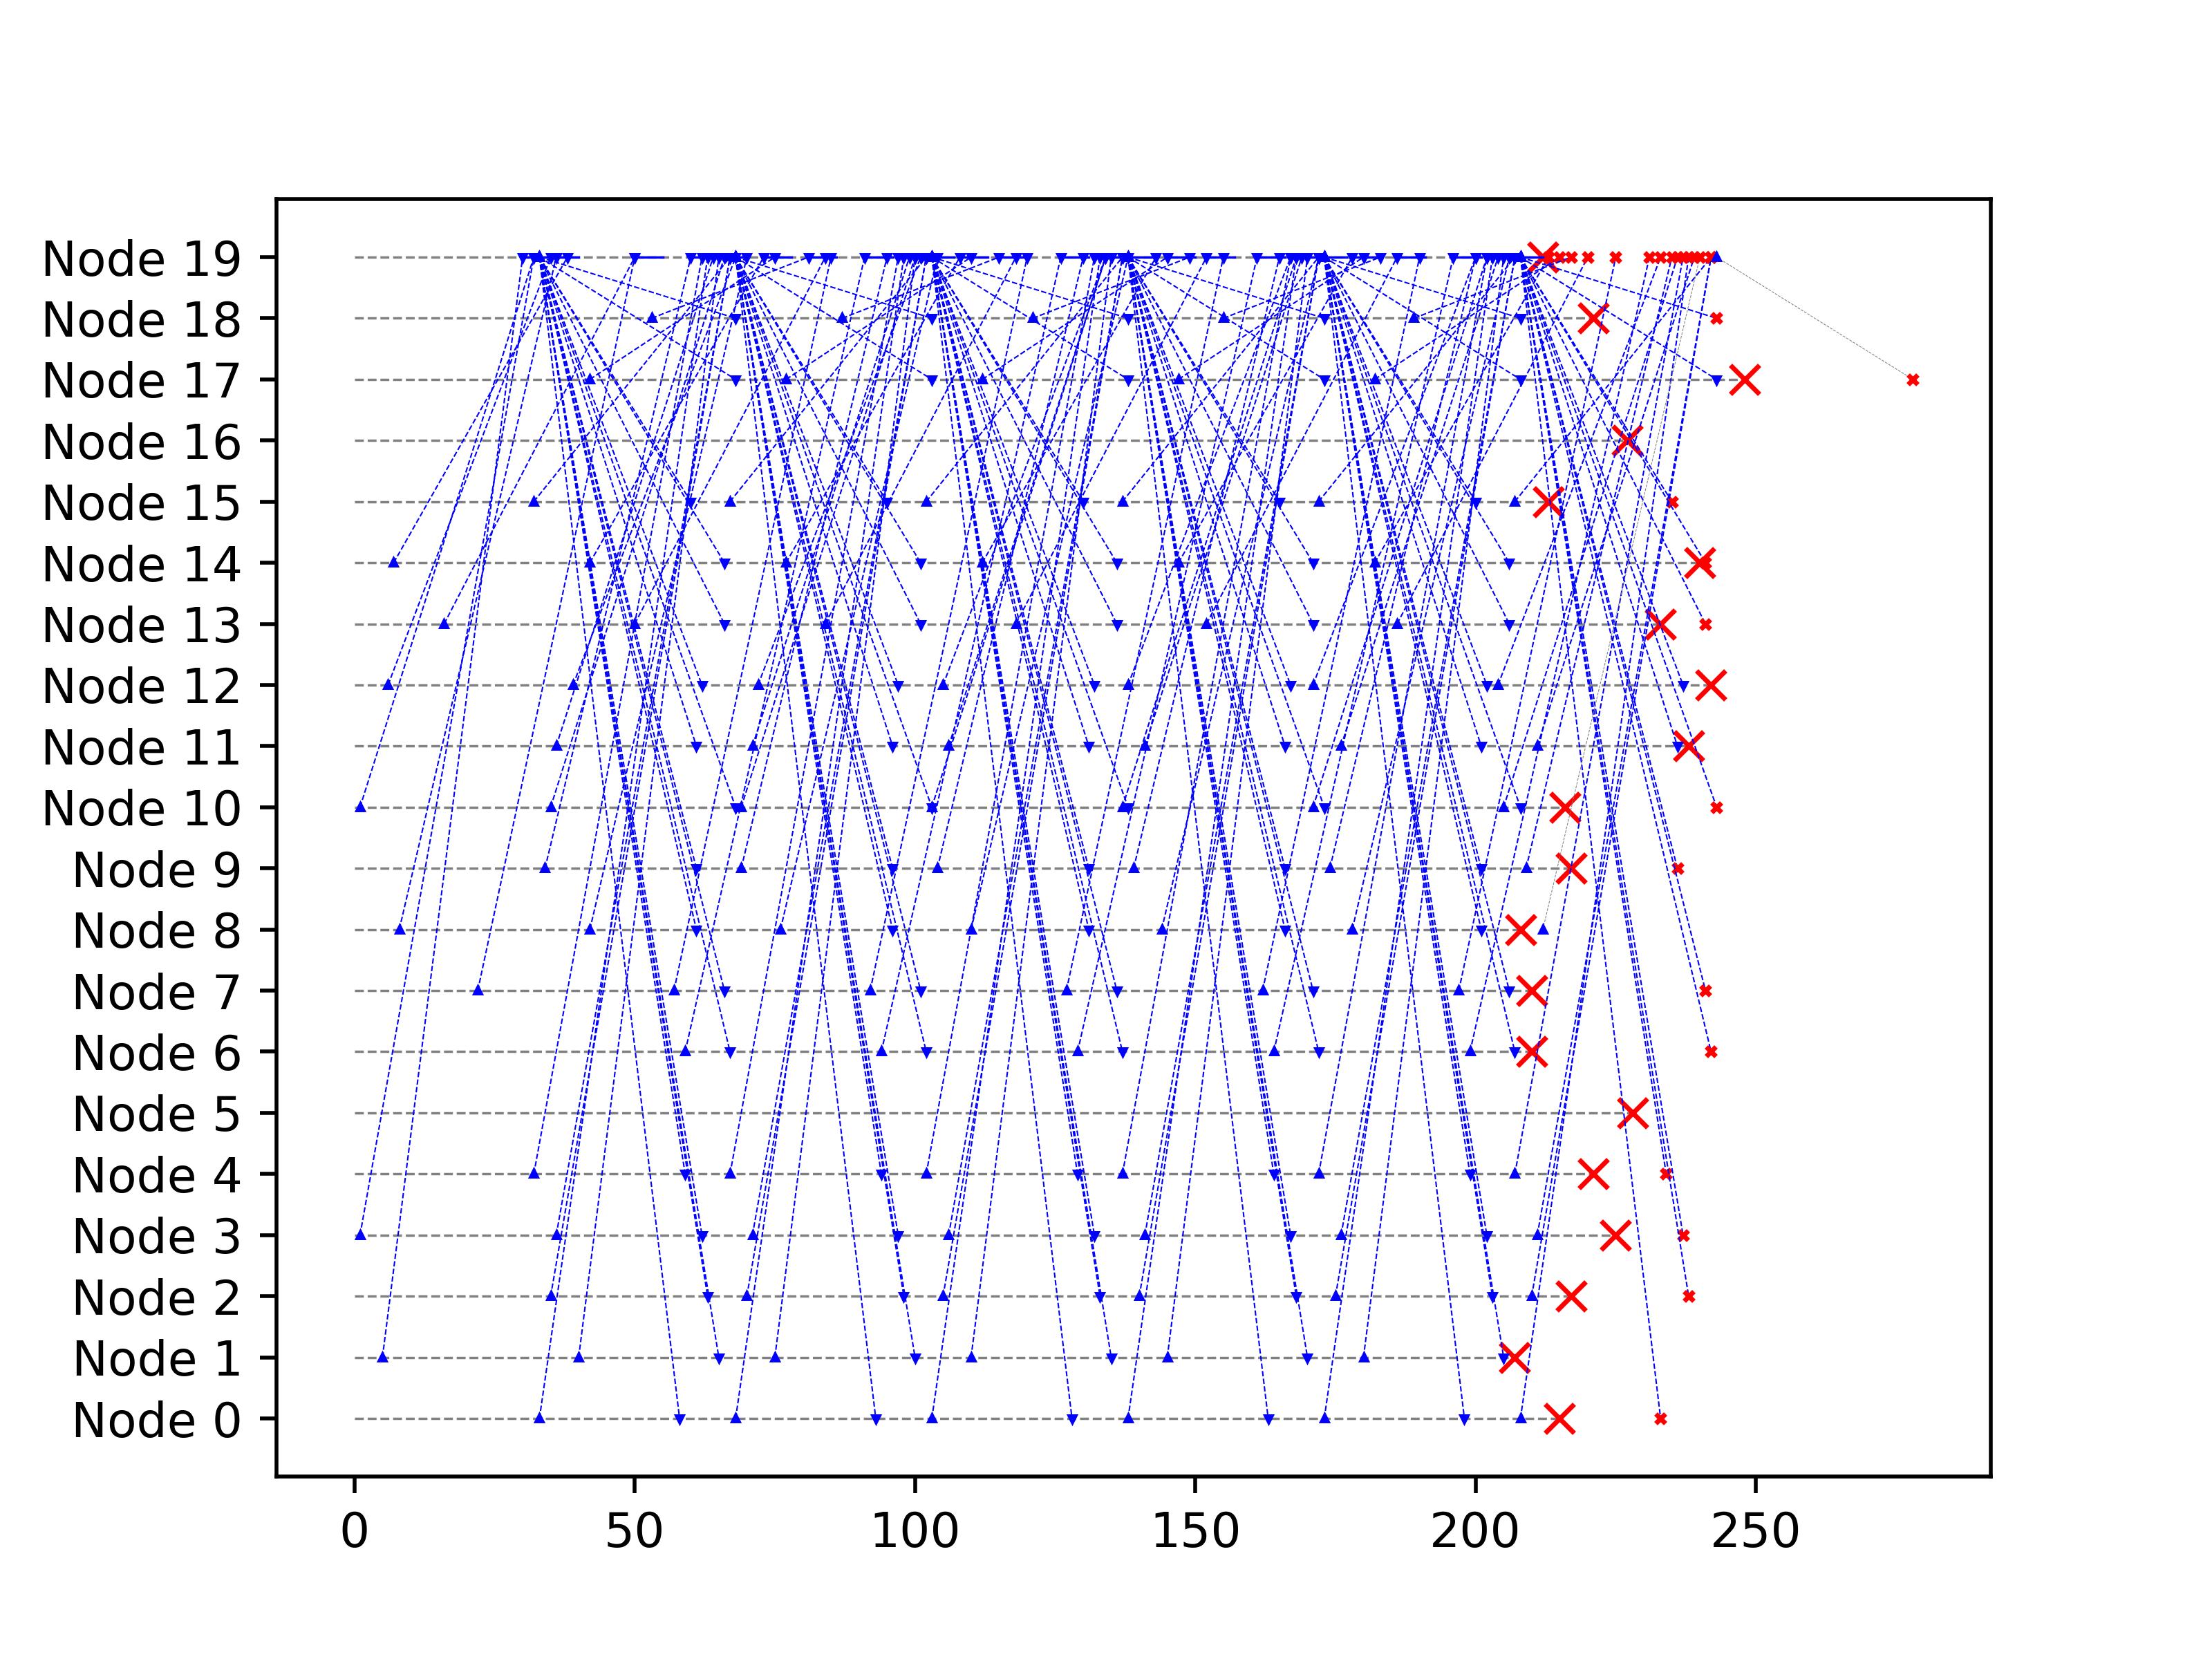 Node 19
Node 18
Node 17
Node 16
Node 15
Node 14
Node 13
Node 12
Node 11
Node 10
Node 9
Node 8
Node 7
Node 6
Node 5
Node 4
Node 3
Node 2
Node 1
Node 0
0 50 100 150 200 250